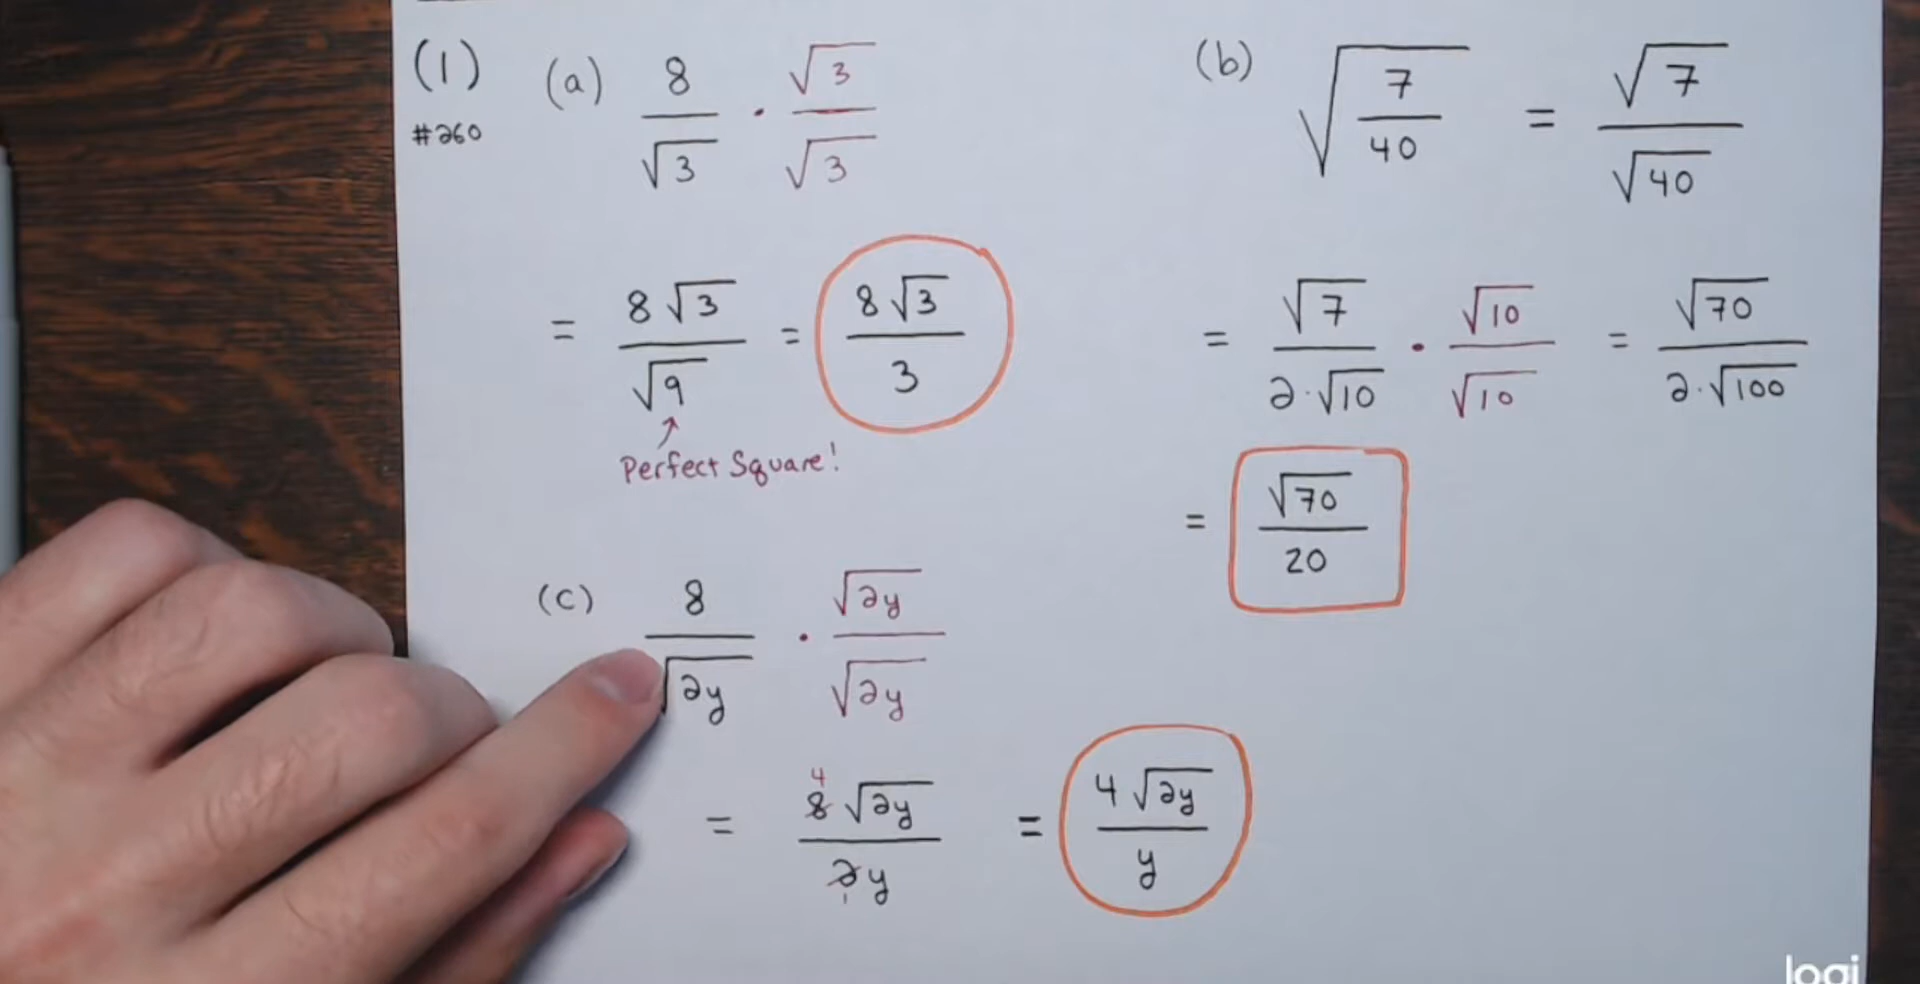 (1) (a) 8/√3 · √3/√3
#260
= 8√3/√9 = 8√3/3
Perfect Square!
(b) √(7/40) = √7/√40
= √7/(2·√10) · √10/√10 = √70/(2·√100)
= √70/20
(c) 8/√2y · √2y/√2y
= 4 8√2y/2y 1 = 4√2y/y
logi